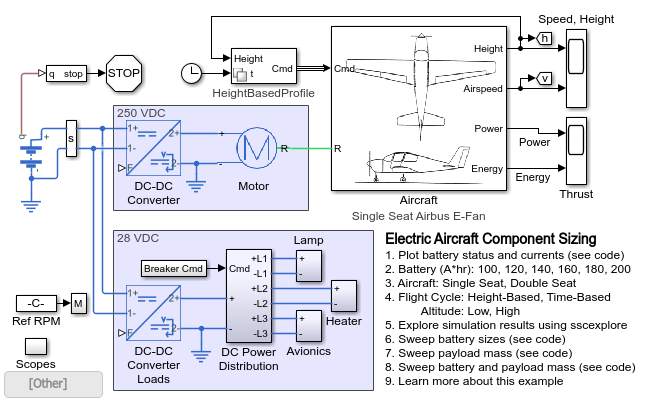 Speed, Height
h
v
Height
Airspeed
Power
Energy
Power
Energy
Thrust
q stop
STOP
Height
t
Cmd
HeightBasedProfile
Cmd
R
Aircraft
Single Seat Airbus E-Fan
+
-
s
250 VDC
1+
1-
F
2+
2-
DC-DC
Converter
+
-
M
R
Motor
28 VDC
Breaker Cmd
Cmd
+
-
+L1
-L1
+L2
-L2
+L3
-L3
DC Power
Distribution
Lamp
+
-
+
-
Heater
+
-
Avionics
1+
1-
F
2+
2-
DC-DC
Converter
Loads
-C-
M
Ref RPM
Scopes
[Other]
Electric Aircraft Component Sizing
1. Plot battery status and currents (see code)
2. Battery (A*hr): 100, 120, 140, 160, 180, 200
3. Aircraft: Single Seat, Double Seat
4. Flight Cycle: Height-Based, Time-Based
Altitude: Low, High
5. Explore simulation results using sscexplore
6. Sweep battery sizes (see code)
7. Sweep payload mass (see code)
8. Sweep battery and payload mass (see code)
9. Learn more about this example